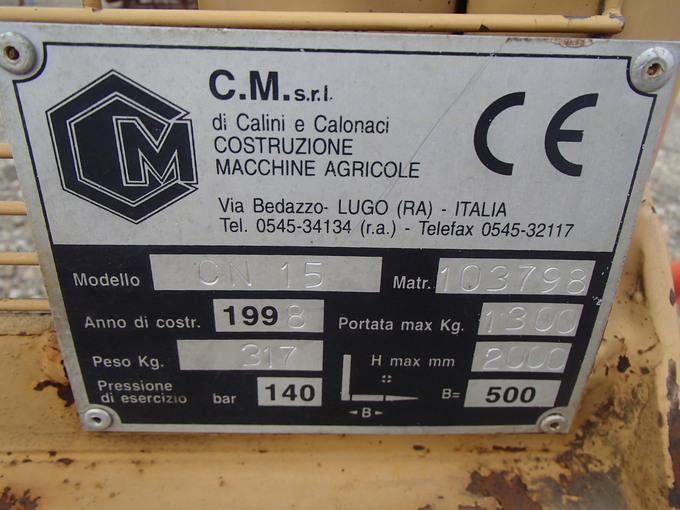 CM
C.M.s.r.l.
di Calini e Calonaci
COSTRUZIONE
MACCHINE AGRICOLE
CE
Via Bedazzo- LUGO (RA) - ITALIA
Tel. 0545-34134 (r.a.) - Telefax 0545-32117
Modello CN 15 Matr. 103798
Anno di costr. 1998 Portata max Kg. 1300
Peso Kg. 317 H max mm 2000
Pressione di esercizio bar 140 B B= 500